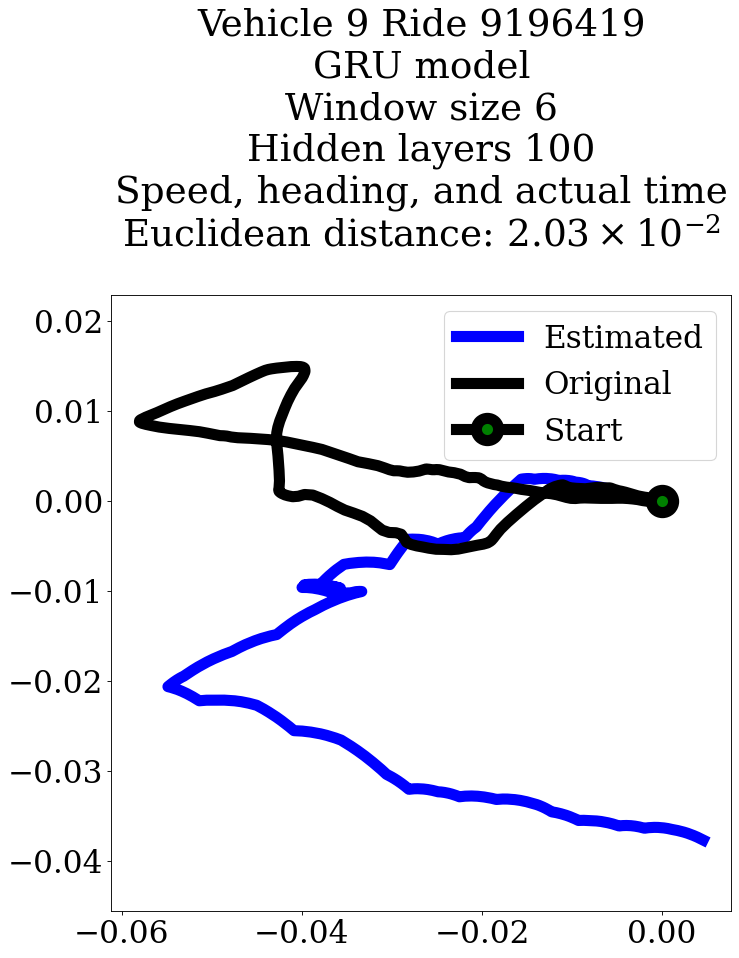 Vehicle 9 Ride 9196419
GRU model
Window size 6
Hidden layers 100
Speed, heading, and actual time
Euclidean distance: 2.03 × 10⁻²
Estimated
Original
Start
0.02
0.01
0.00
−0.01
−0.02
−0.03
−0.04
−0.06 −0.04 −0.02 0.00